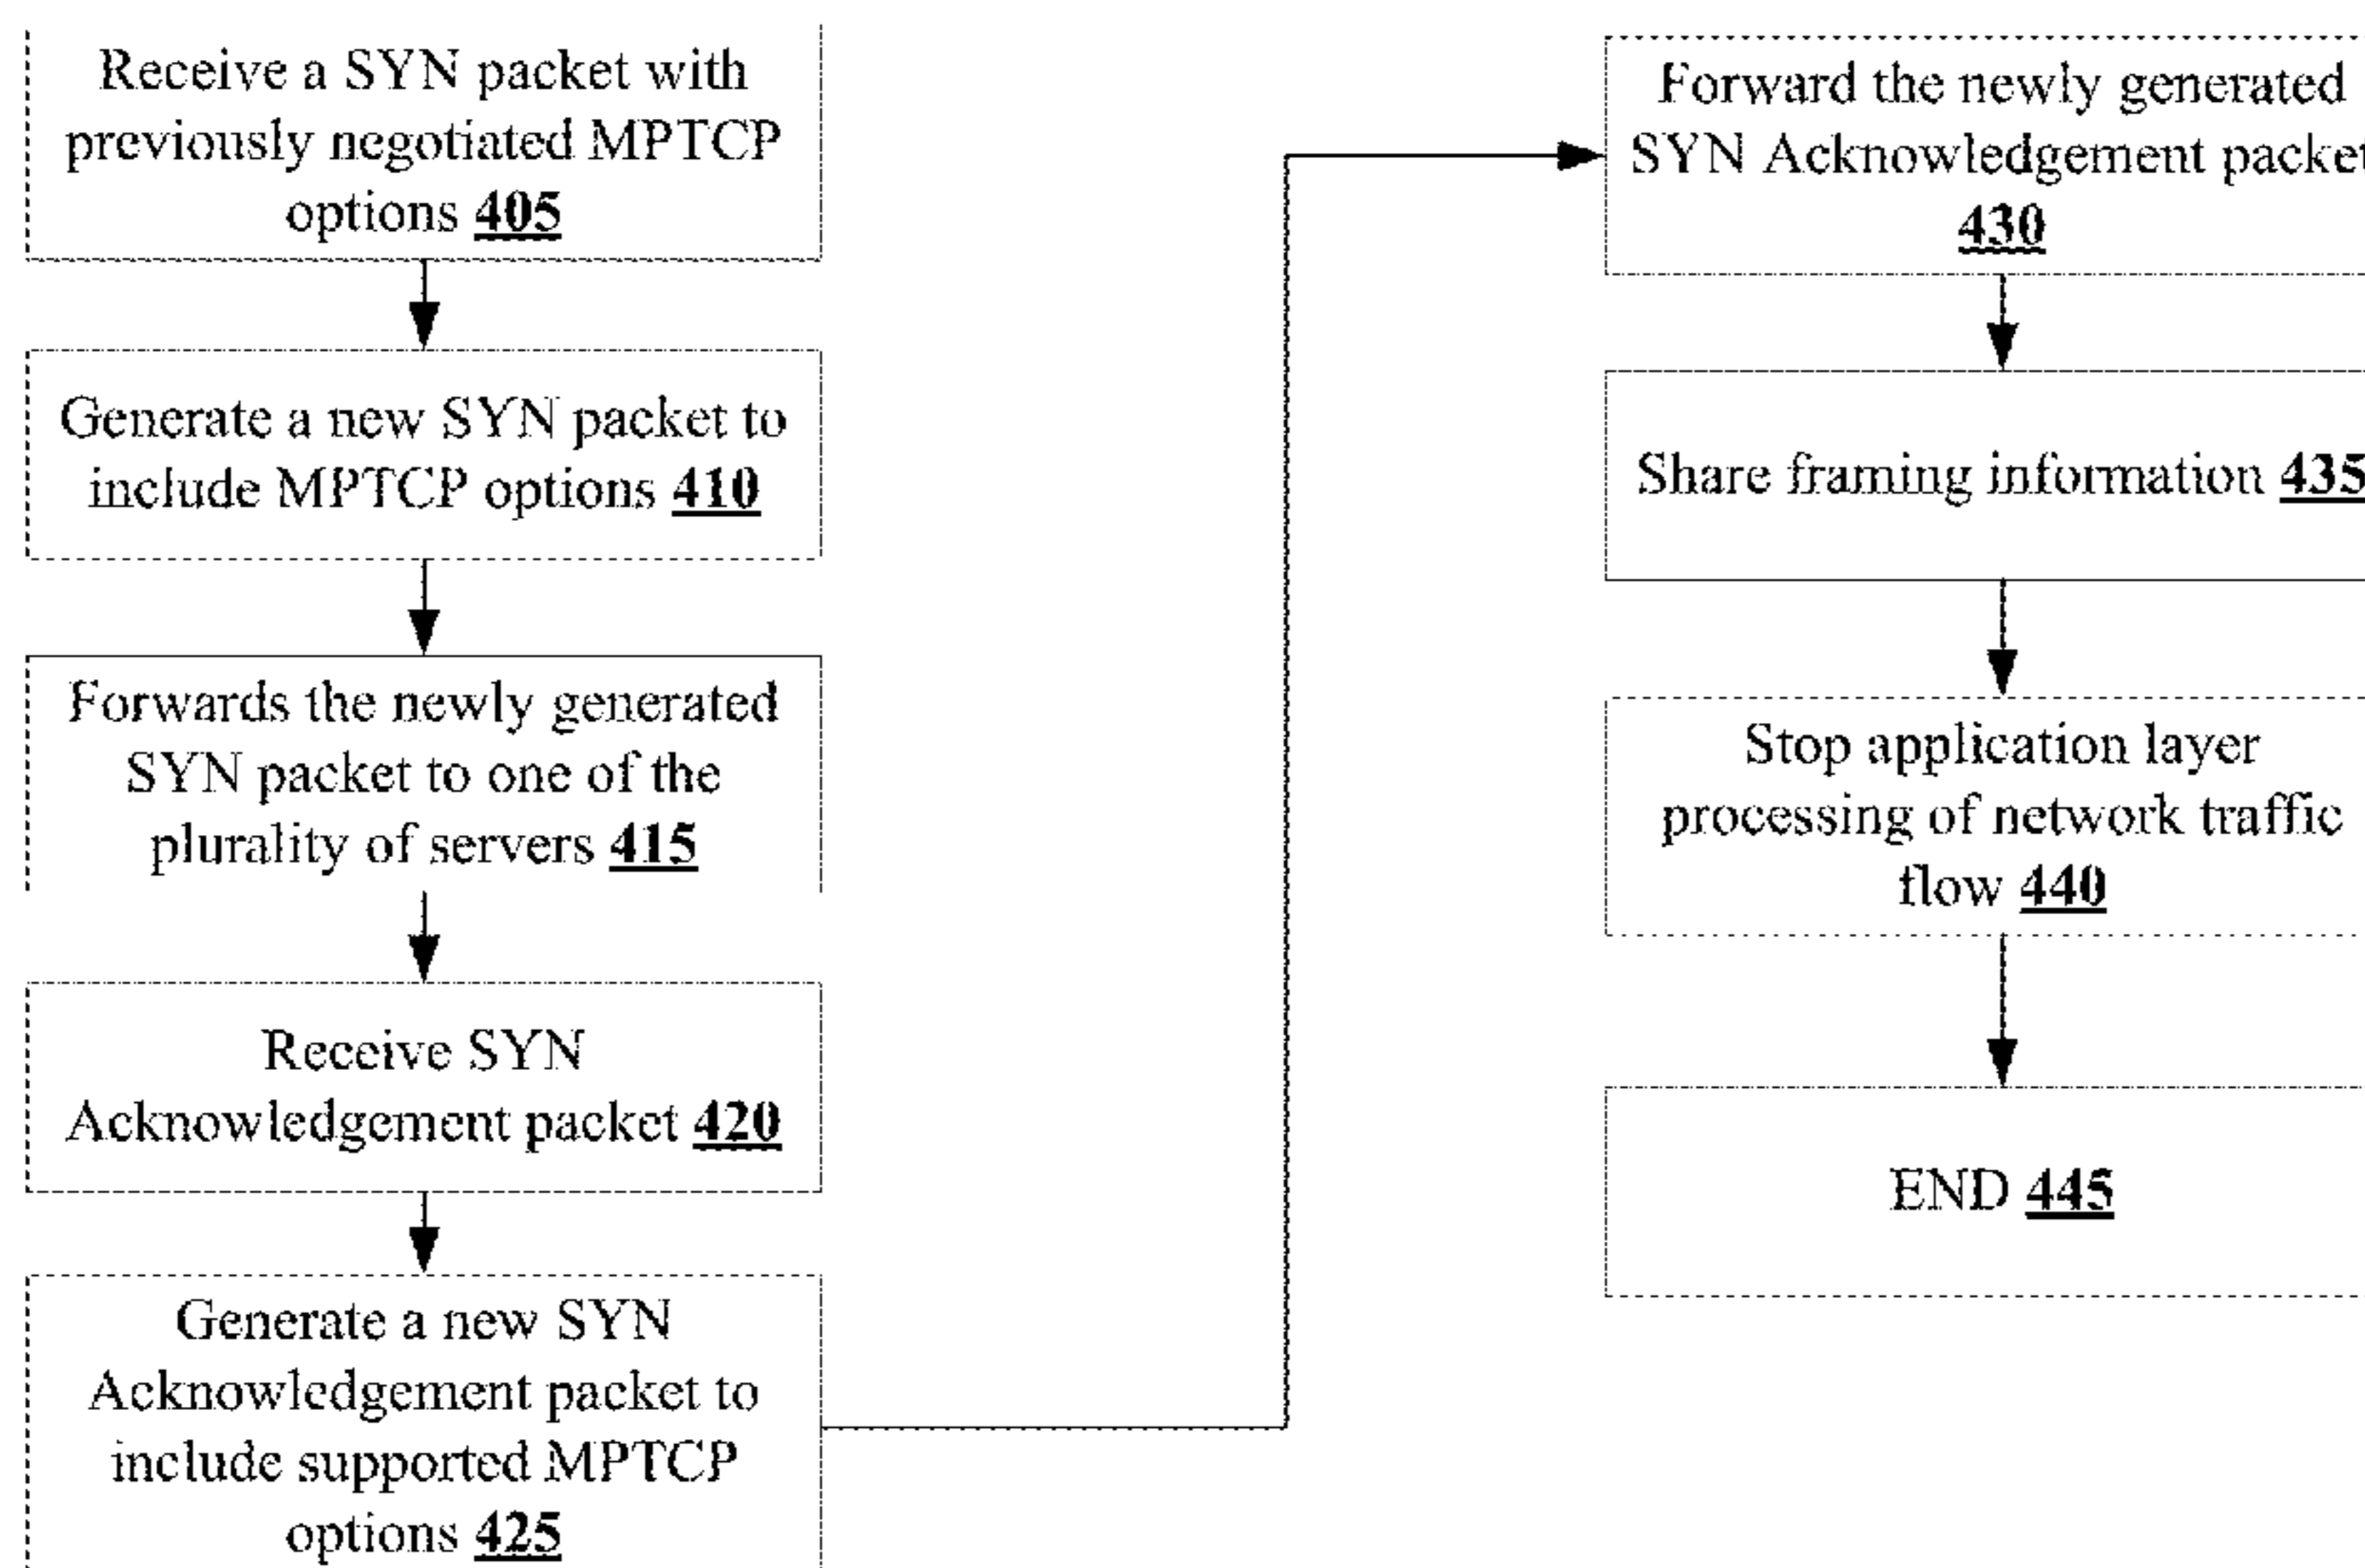 Receive a SYN packet with
previously negotiated MPTCP
options 405
Generate a new SYN packet to
include MPTCP options 410
Forwards the newly generated
SYN packet to one of the
plurality of servers 415
Receive SYN
Acknowledgement packet 420
Generate a new SYN
Acknowledgement packet to
include supported MPTCP
options 425
Forward the newly generated
SYN Acknowledgement packet
430
Share framing information 435
Stop application layer
processing of network traffic
flow 440
END 445